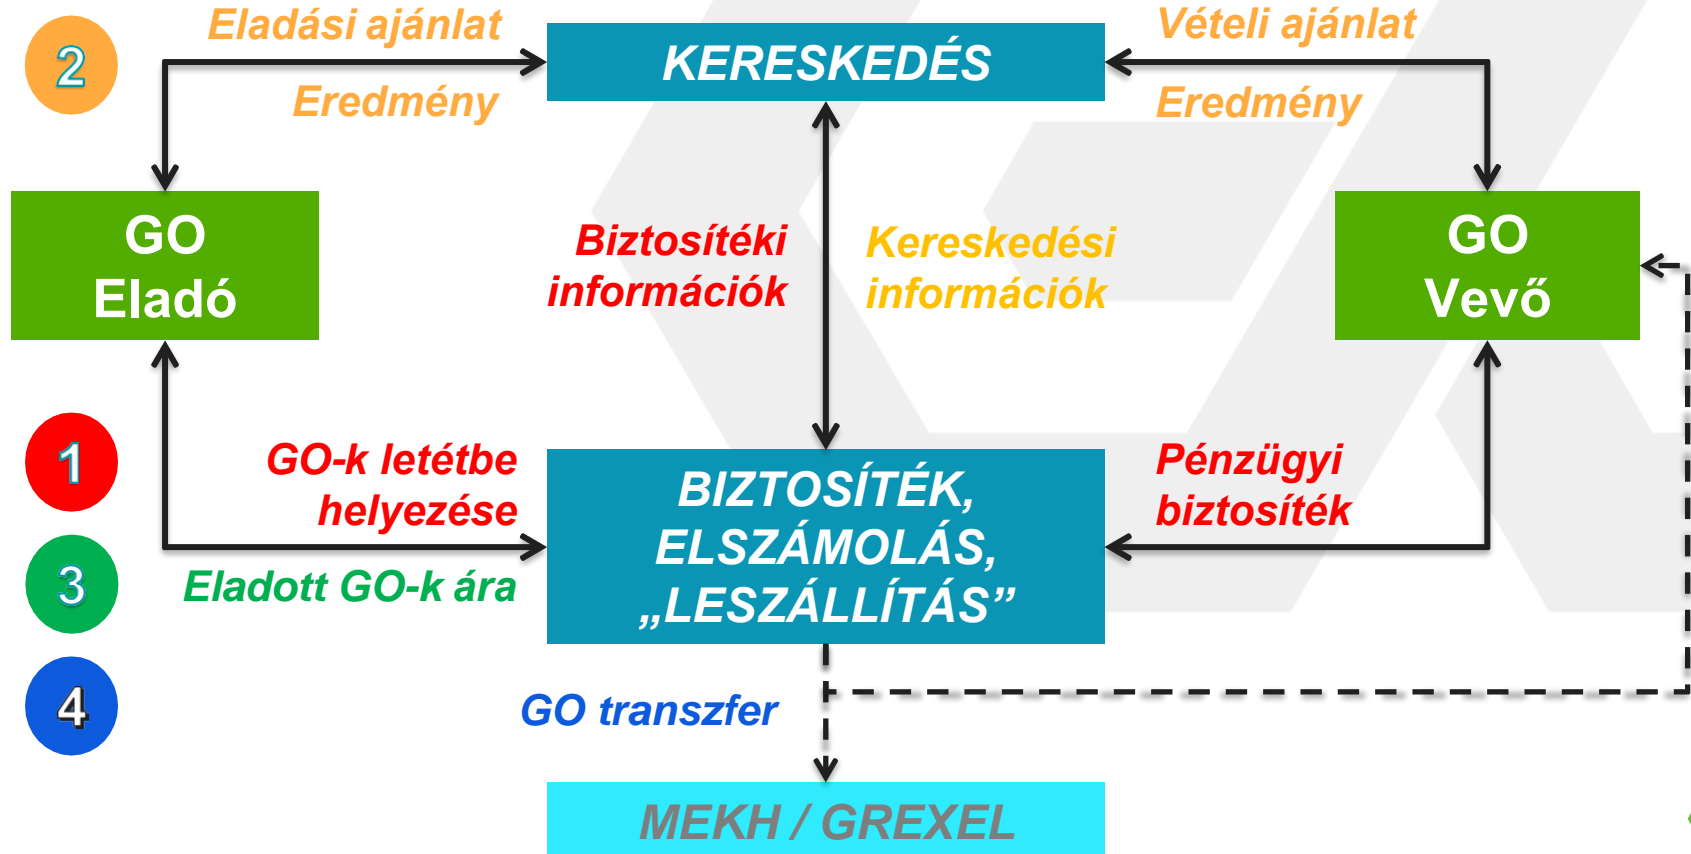 2
Eladási ajánlat
KERESKEDÉS
Vételi ajánlat
Eredmény
Eredmény
GO
Eladó
Biztosítéki
információk
Kereskedési
információk
GO
Vevő
1
GO-k letétbe
helyezése
BIZTOSÍTÉK,
ELSZÁMOLÁS,
„LESZÁLLÍTÁS”
Pénzügyi
biztosíték
3
Eladott GO-k ára
4
GO transzfer
MEKH / GREXEL